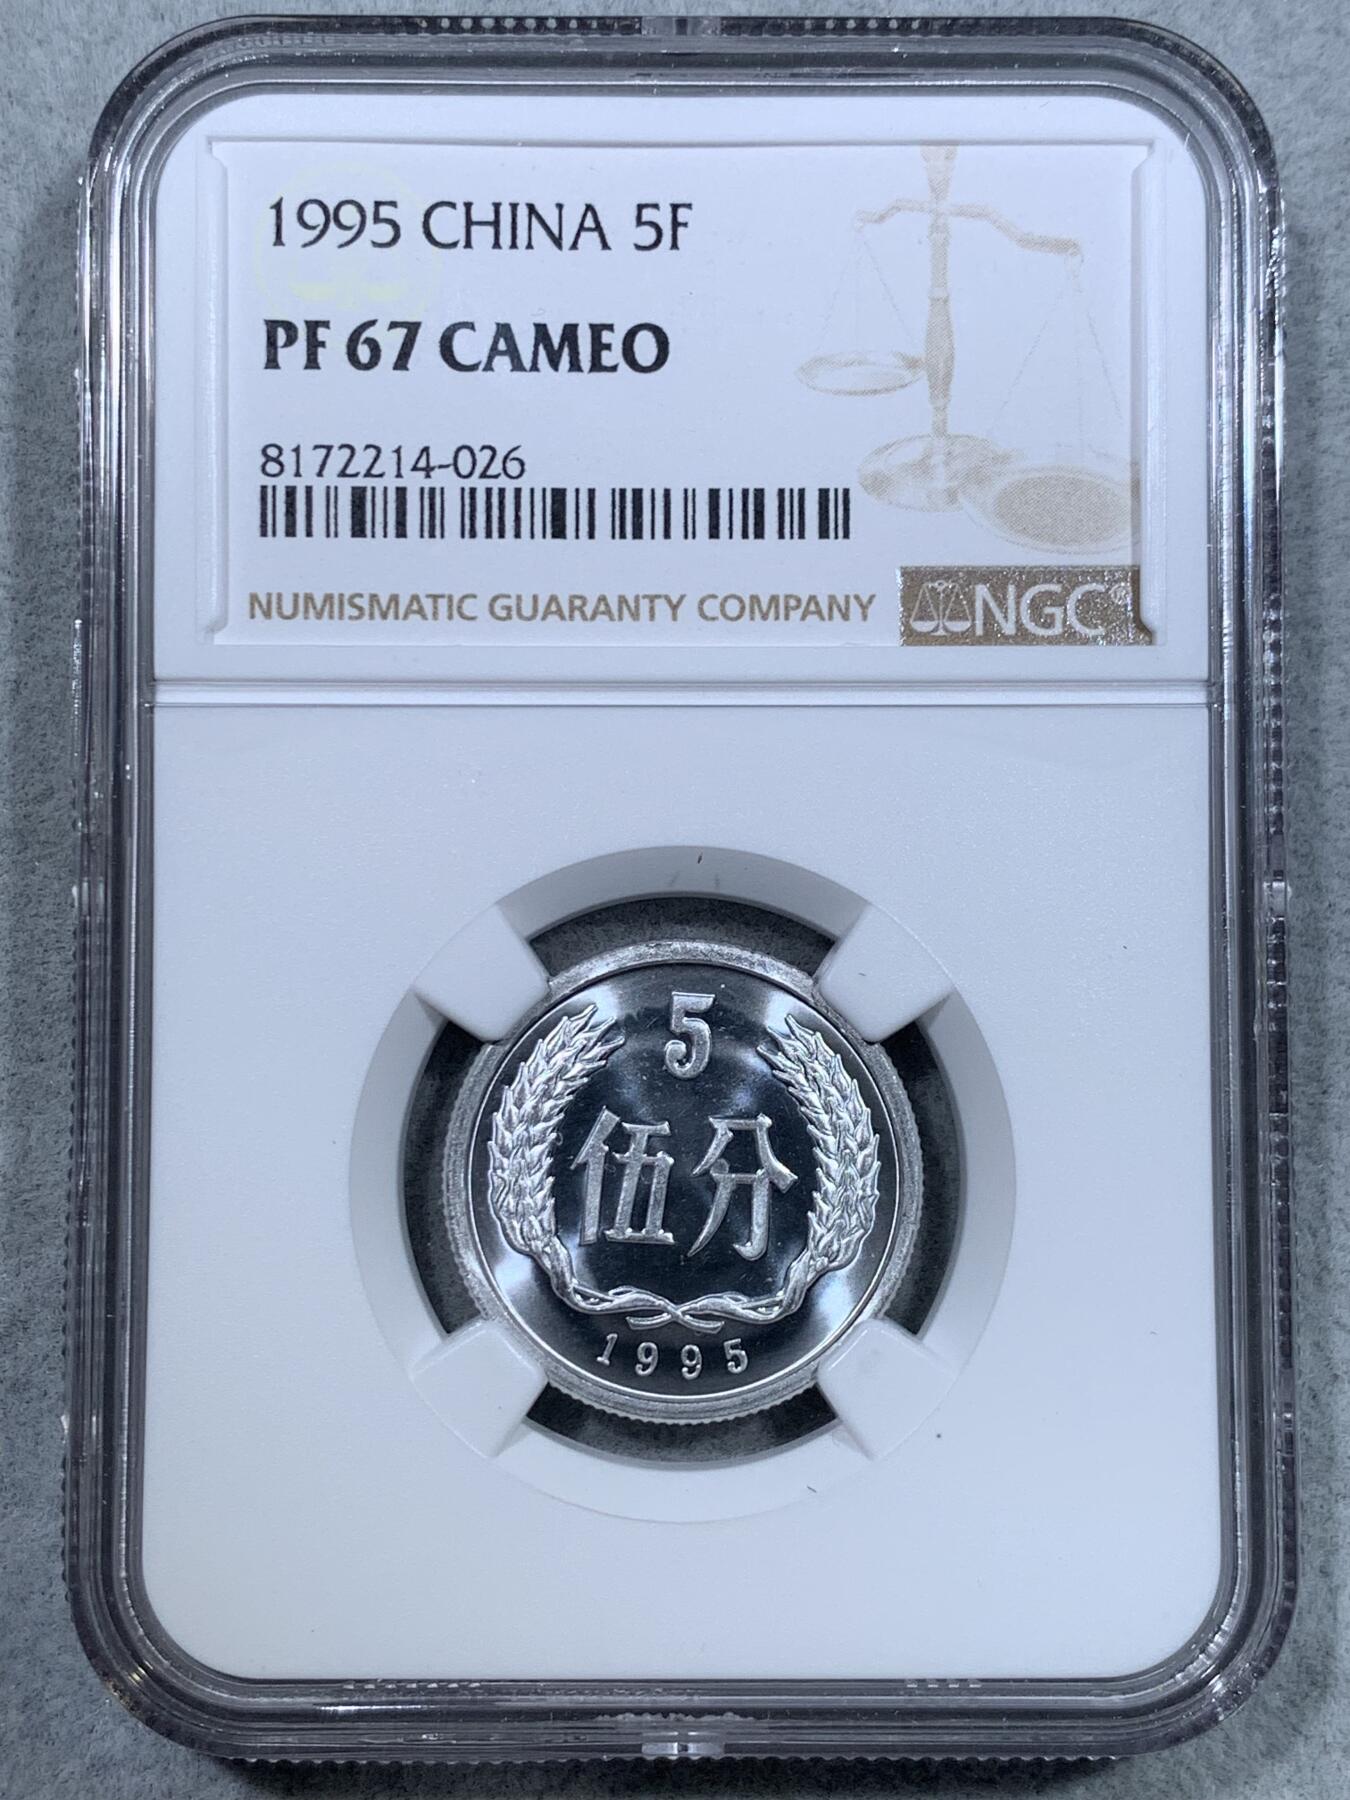 1995 CHINA 5F
PF 67 CAMEO
8172214-026
NUMISMATIC GUARANTY COMPANY
NGC®
5
伍分
1995